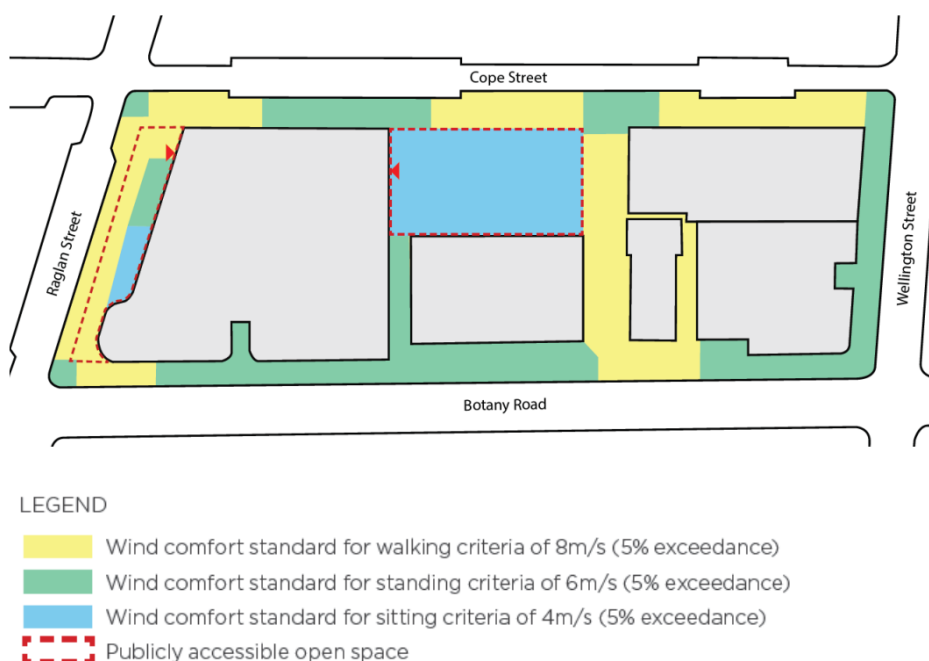 Cope Street
Raglan Street
Wellington Street
Botany Road
LEGEND
Wind comfort standard for walking criteria of 8m/s (5% exceedance)
Wind comfort standard for standing criteria of 6m/s (5% exceedance)
Wind comfort standard for sitting criteria of 4m/s (5% exceedance)
Publicly accessible open space